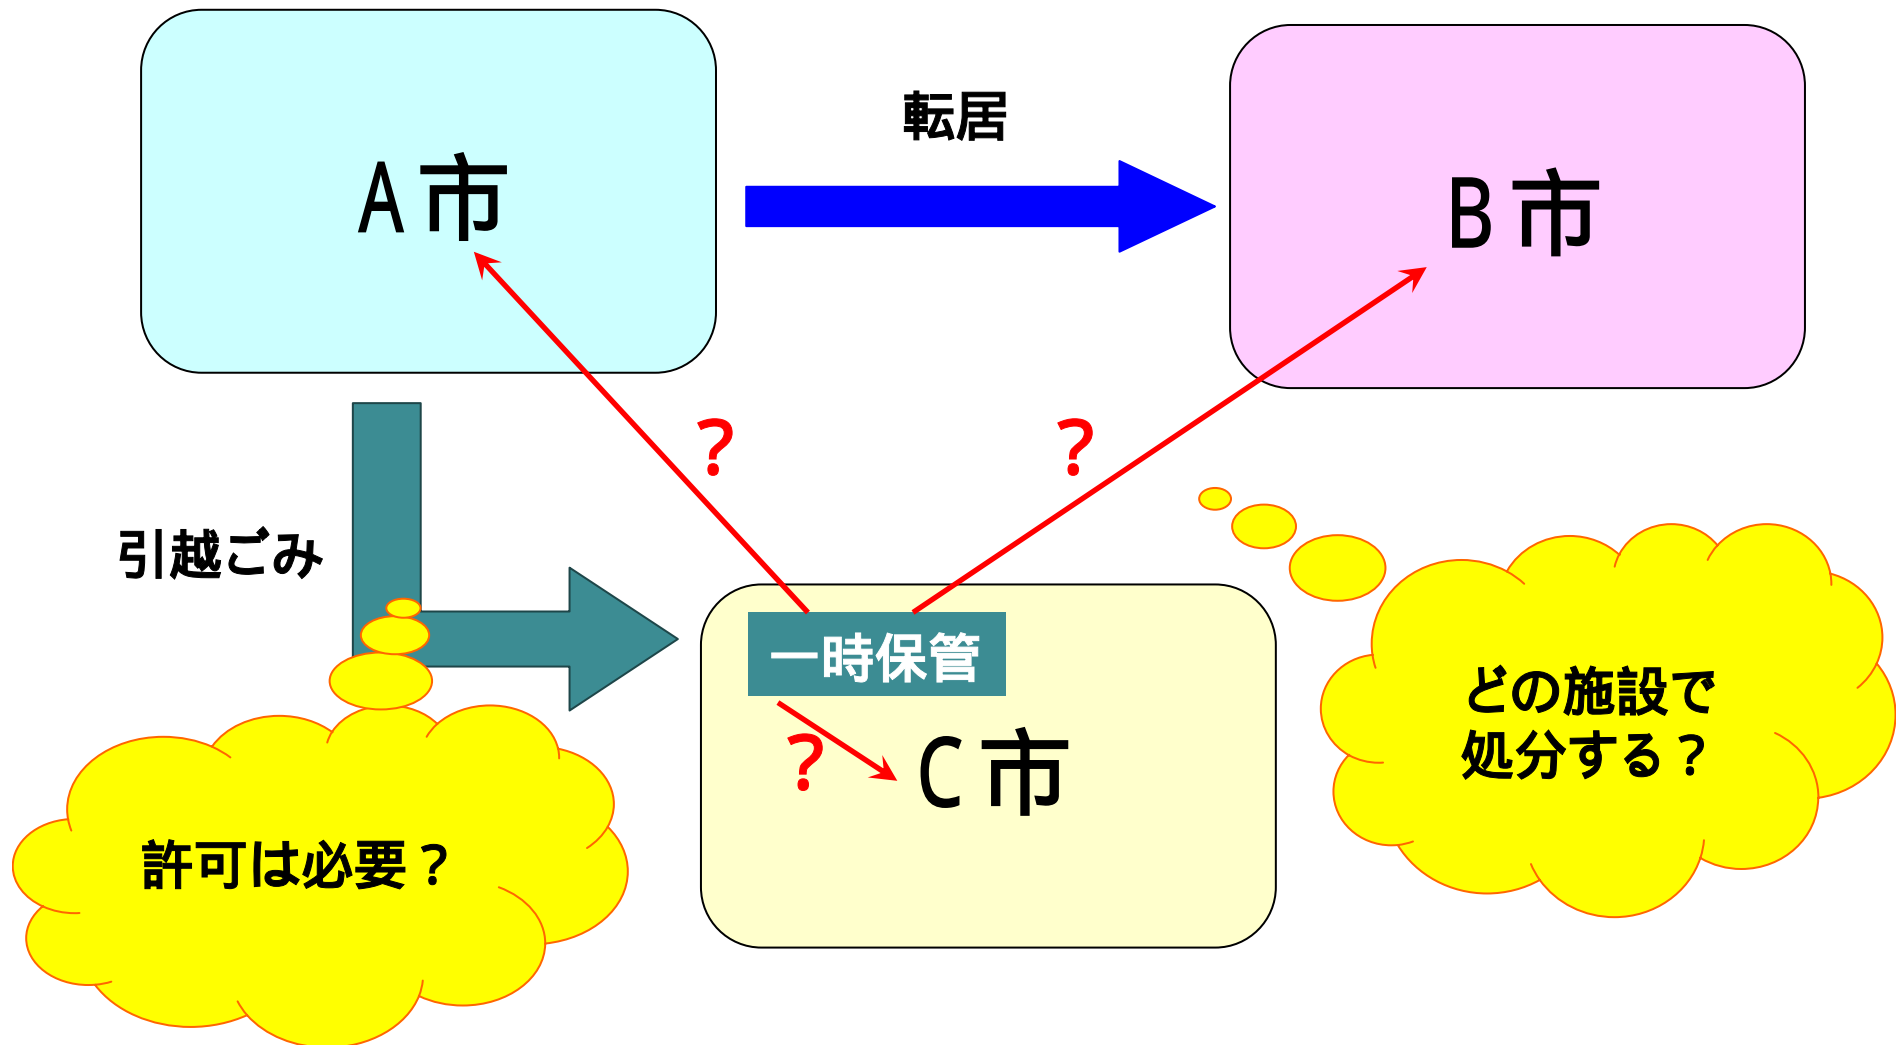 転居
A市
B市
?
?
引越ごみ
一時保管
どの施設で
処分する?
?
C市
許可は必要?